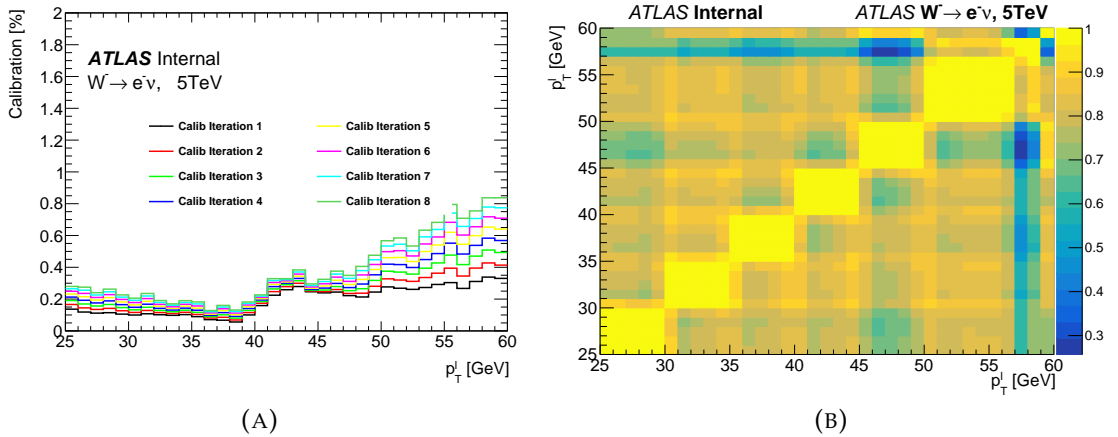 Calibration [%]
2
1.8
1.6
1.4
1.2
1
0.8
0.6
0.4
0.2
0
ATLAS Internal
W⁻ → e⁻ν, 5TeV
Calib Iteration 1
Calib Iteration 2
Calib Iteration 3
Calib Iteration 4
Calib Iteration 5
Calib Iteration 6
Calib Iteration 7
Calib Iteration 8
25 30 35 40 45 50 55 60
p_T^l [GeV]
(A)
ATLAS Internal ATLAS W⁻ → e⁻ν, 5TeV
p_T^l [GeV]
60
55
50
45
40
35
30
25
25 30 35 40 45 50 55 60
p_T^l [GeV]
1
0.9
0.8
0.7
0.6
0.5
0.4
0.3
(B)